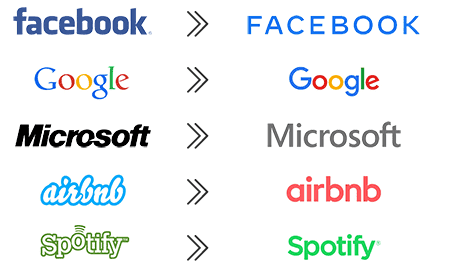 facebook® FACEBOOK
Google Google
Microsoft Microsoft
airbnb airbnb
Spotify Spotify®